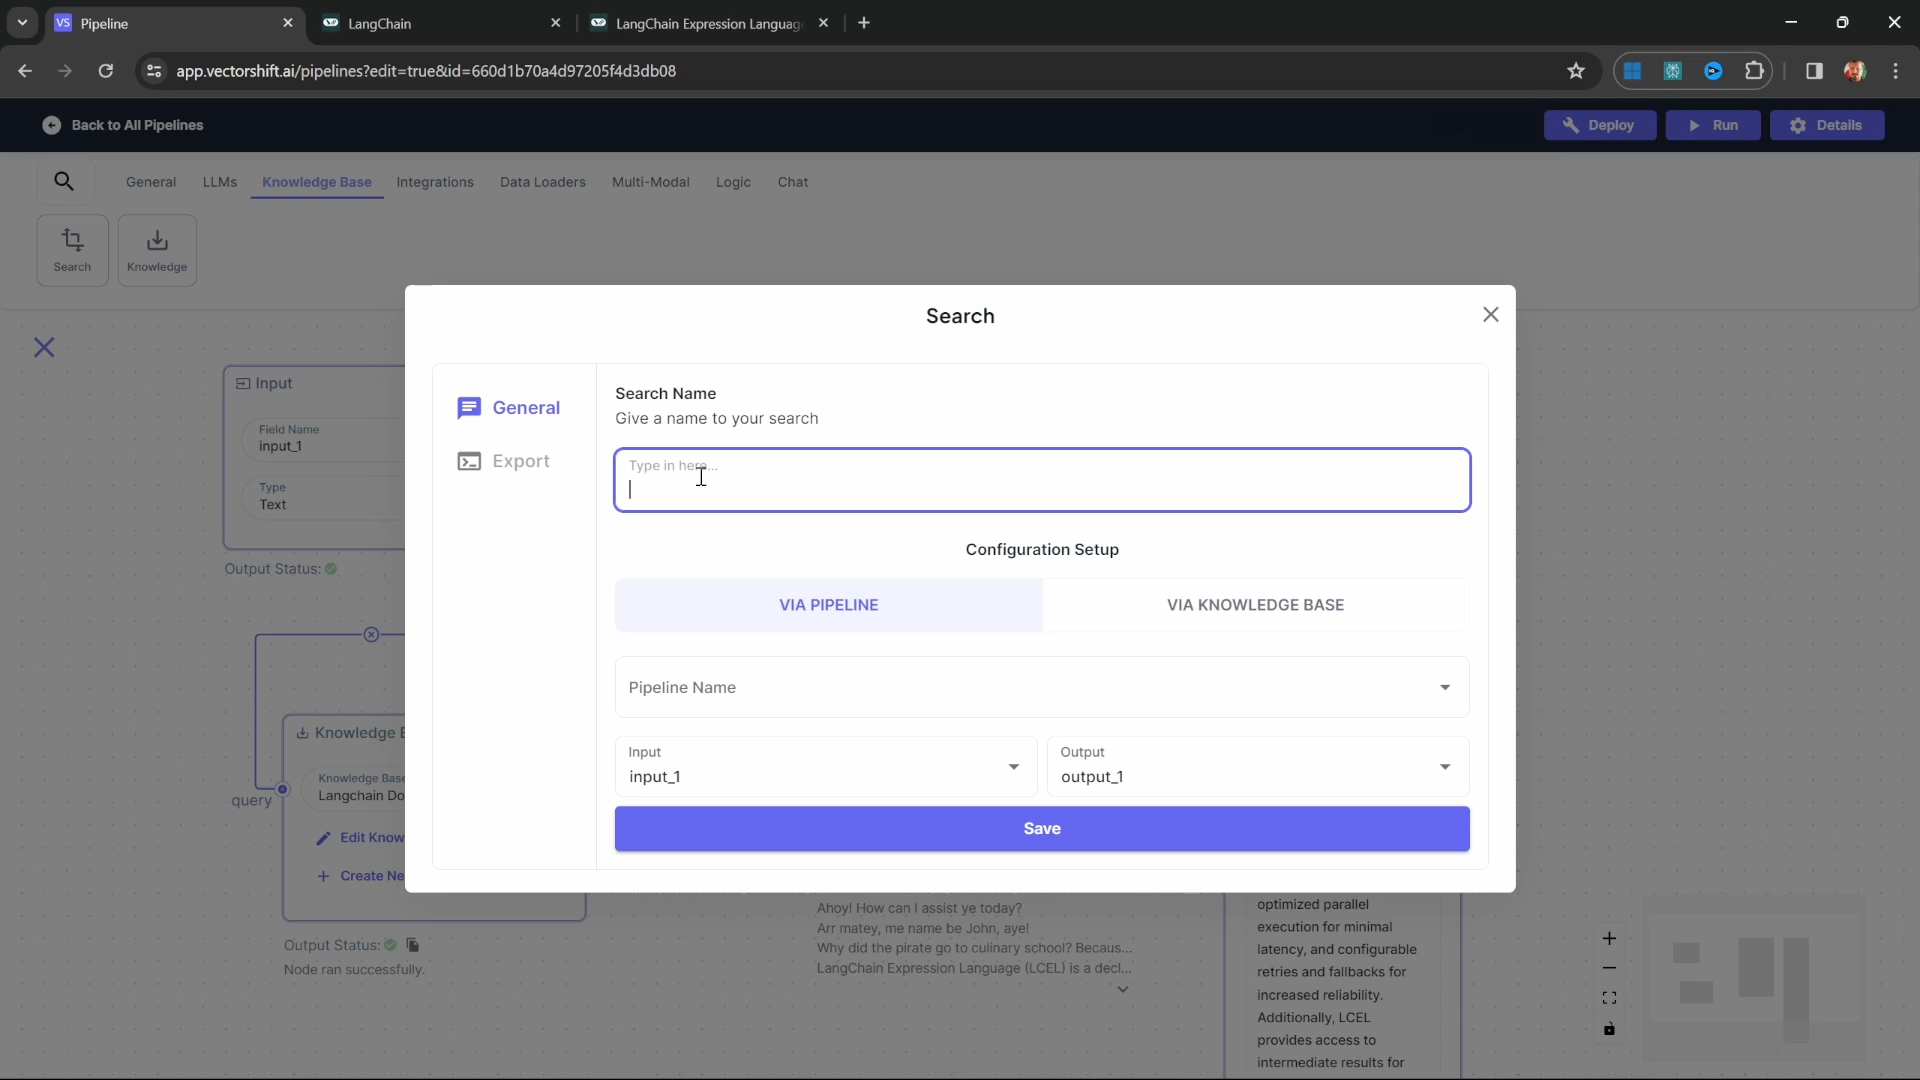 VS Pipeline
LangChain
LangChain Expression Languag
app.vectorshift.ai/pipelines?edit=true&id=660d1b70a4d97205f4d3db08
Back to All Pipelines
Deploy
Run
Details
General
LLMs
Knowledge Base
Integrations
Data Loaders
Multi-Modal
Logic
Chat
Search
Knowledge
Search
Input
Field Name
input_1
Type
Text
Output Status:
General
Export
Search Name
Give a name to your search
Type in here...
Configuration Setup
VIA PIPELINE
VIA KNOWLEDGE BASE
Pipeline Name
Input
input_1
Output
output_1
Save
Knowledge
Knowledge Base
Langchain Do
query
Edit Know
Create Ne
Output Status:
Node ran successfully.
Ahoy! How can I assist ye today?
Arr matey, me name be John, aye!
Why did the pirate go to culinary school? Becaus...
LangChain Expression Language (LCEL) is a decl...
optimized parallel
execution for minimal
latency, and configurable
retries and fallbacks for
increased reliability.
Additionally, LCEL
provides access to
intermediate results for